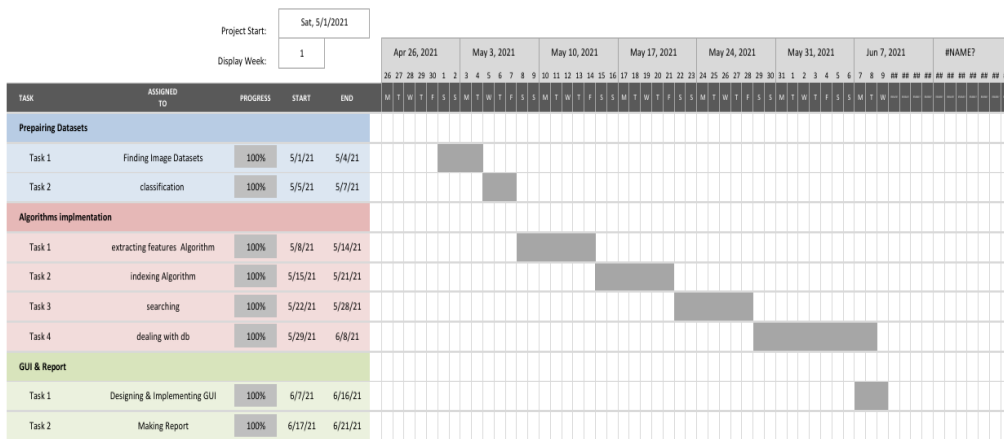 Project Start: Sat, 5/1/2021
Display Week: 1
Apr 26, 2021 May 3, 2021 May 10, 2021 May 17, 2021 May 24, 2021 May 31, 2021 Jun 7, 2021 #NAME?
26 27 28 29 30 1 2 3 4 5 6 7 8 9 10 11 12 13 14 15 16 17 18 19 20 21 22 23 24 25 26 27 28 29 30 31 1 2 3 4 5 6 7 8 9 ## ## ## ## ## ## ## ## ## ##
TASK ASSIGNED TO PROGRESS START END M T W T F S S M T W T F S S M T W T F S S M T W T F S S M T W T F S S M T W T F S S M T W
Prepairing Datasets
Task 1 Finding Image Datasets 100% 5/1/21 5/4/21
Task 2 classification 100% 5/5/21 5/7/21
Algorithms implmentation
Task 1 extracting features Algorithm 100% 5/8/21 5/14/21
Task 2 indexing Algorithm 100% 5/15/21 5/21/21
Task 3 searching 100% 5/22/21 5/28/21
Task 4 dealing with db 100% 5/29/21 6/8/21
GUI & Report
Task 1 Designing & Implementing GUI 100% 6/7/21 6/16/21
Task 2 Making Report 100% 6/17/21 6/21/21